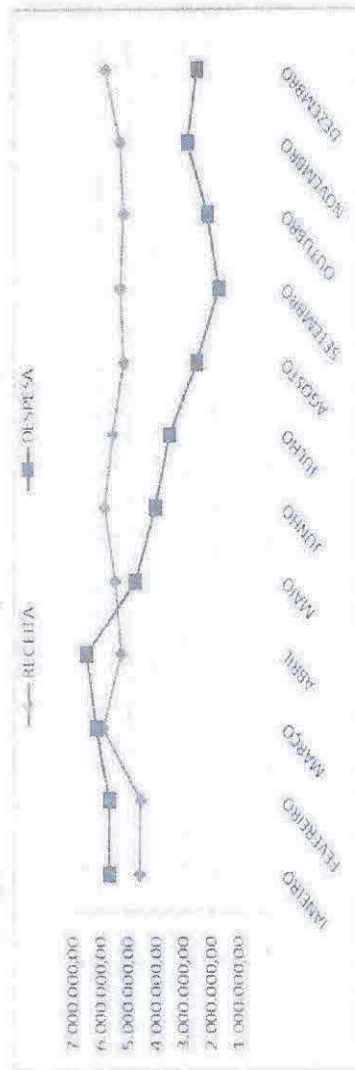 RECEITA DESPESA
7.000.000,00
6.000.000,00
5.000.000,00
4.000.000,00
3.000.000,00
2.000.000,00
1.000.000,00
JANEIRO
FEVEREIRO
MARÇO
ABRIL
MAIO
JUNHO
JULHO
AGOSTO
SETEMBRO
OUTUBRO
NOVEMBRO
DEZEMBRO